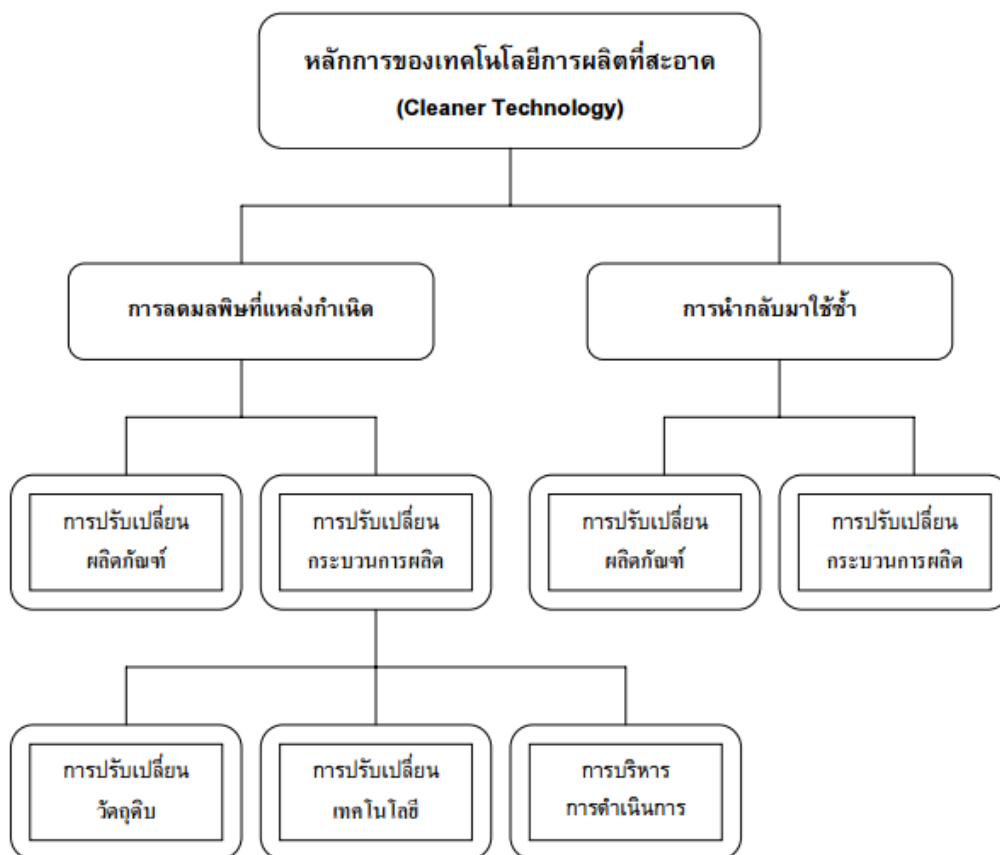 หลักการของเทคโนโลยีการผลิตที่สะอาด
(Cleaner Technology)
การลดมลพิษที่แหล่งกำเนิด
การนำกลับมาใช้ซ้ำ
การปรับเปลี่ยน
ผลิตภัณฑ์
การปรับเปลี่ยน
กระบวนการผลิต
การปรับเปลี่ยน
ผลิตภัณฑ์
การปรับเปลี่ยน
กระบวนการผลิต
การปรับเปลี่ยน
วัตถุดิบ
การปรับเปลี่ยน
เทคโนโลยี
การบริหาร
การดำเนินการ